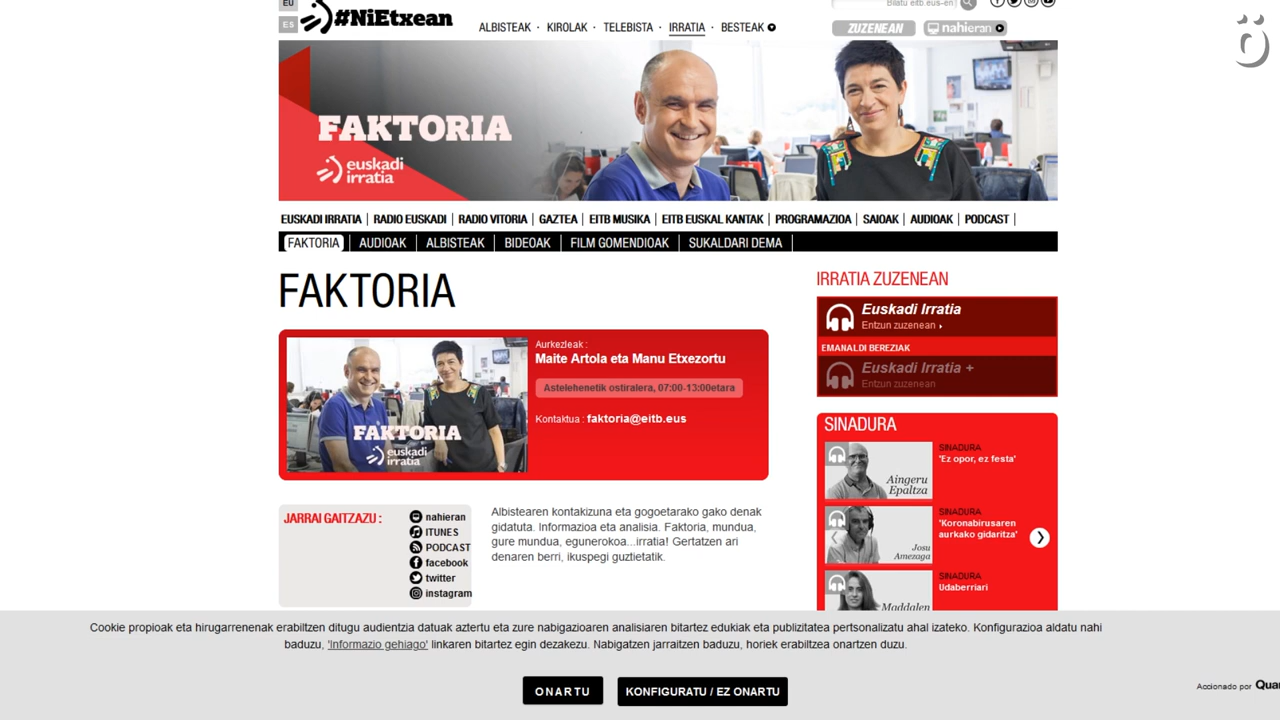 EU
ES
#NiEtxean
ALBISTEAK · KIROLAK · TELEBISTA · IRRATIA · BESTEAK
Bilatu eitb.eus-en
ZUZENEAN
nahieran
FAKTORIA
euskadi
irratia
EUSKADI IRRATIA | RADIO EUSKADI | RADIO VITORIA | GAZTEA | EITB MUSIKA | EITB EUSKAL KANTAK | PROGRAMAZIOA | SAIOAK | AUDIOAK | PODCAST |
FAKTORIA | AUDIOAK | ALBISTEAK | BIDEOAK | FILM GOMENDIOAK | SUKALDARI DEMA |
FAKTORIA
FAKTORIA
euskadi
irratia
Aurkezleak :
Maite Artola eta Manu Etxezortu
Astelehenetik ostiralera, 07:00-13:00etara
Kontaktua : faktoria@eitb.eus
JARRAI GAITZAZU :
nahieran
ITUNES
PODCAST
facebook
twitter
instagram
Albistearen kontakizuna eta gogoetarako gako denak
gidatuta. Informazioa eta analisia. Faktoria, mundua,
gure mundua, egunerokoa...irratia! Gertatzen ari
denaren berri, ikuspegi guztietatik.
IRRATIA ZUZENEAN
Euskadi Irratia
Entzun zuzenean
EMANALDI BEREZIAK
Euskadi Irratia +
Entzun zuzenean
SINADURA
Aingeru
Epaltza
SINADURA
'Ez opor, ez festa'
Josu
Amezaga
SINADURA
'Koronabirusaren
aurkako gidaritza'
Maddalen
SINADURA
Udaberriari
Cookie propioak eta hirugarrenenak erabiltzen ditugu audientzia datuak aztertu eta zure nabigazioaren analisiaren bitartez edukiak eta publizitatea pertsonalizatu ahal izateko. Konfigurazioa aldatu nahi
baduzu, 'Informazio gehiago' linkaren bitartez egin dezakezu. Nabigatzen jarraitzen baduzu, horiek erabiltzea onartzen duzu.
ONARTU
KONFIGURATU / EZ ONARTU
Accionado por